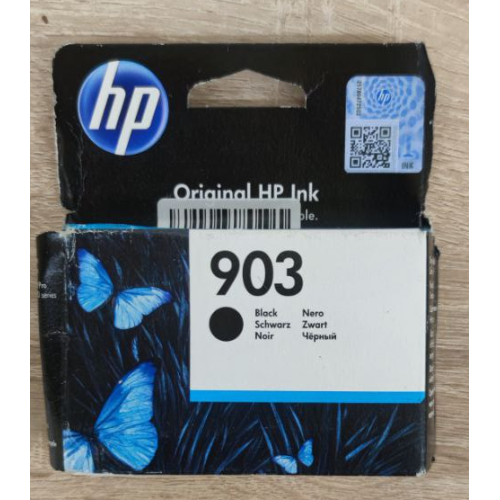 hp
Original HP Ink
903
Black Nero
Schwarz Zwart
Noir Чёрный